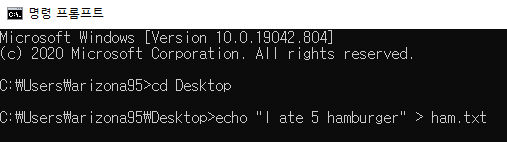 명령 프롬프트
Microsoft Windows [Version 10.0.19042.804]
(c) 2020 Microsoft Corporation. All rights reserved.
C:₩Users₩arizona95>cd Desktop
C:₩Users₩arizona95₩Desktop>echo "I ate 5 hamburger" > ham.txt